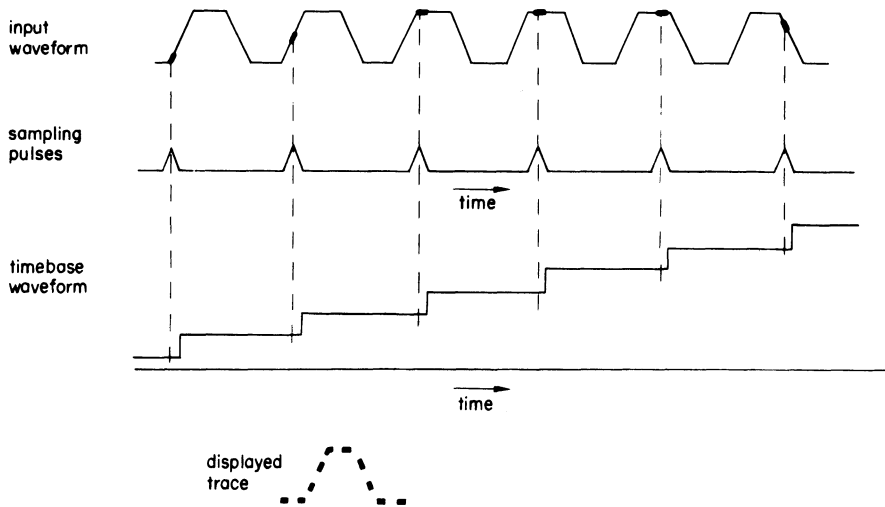 input
waveform
sampling
pulses
time
timebase
waveform
time
displayed
trace